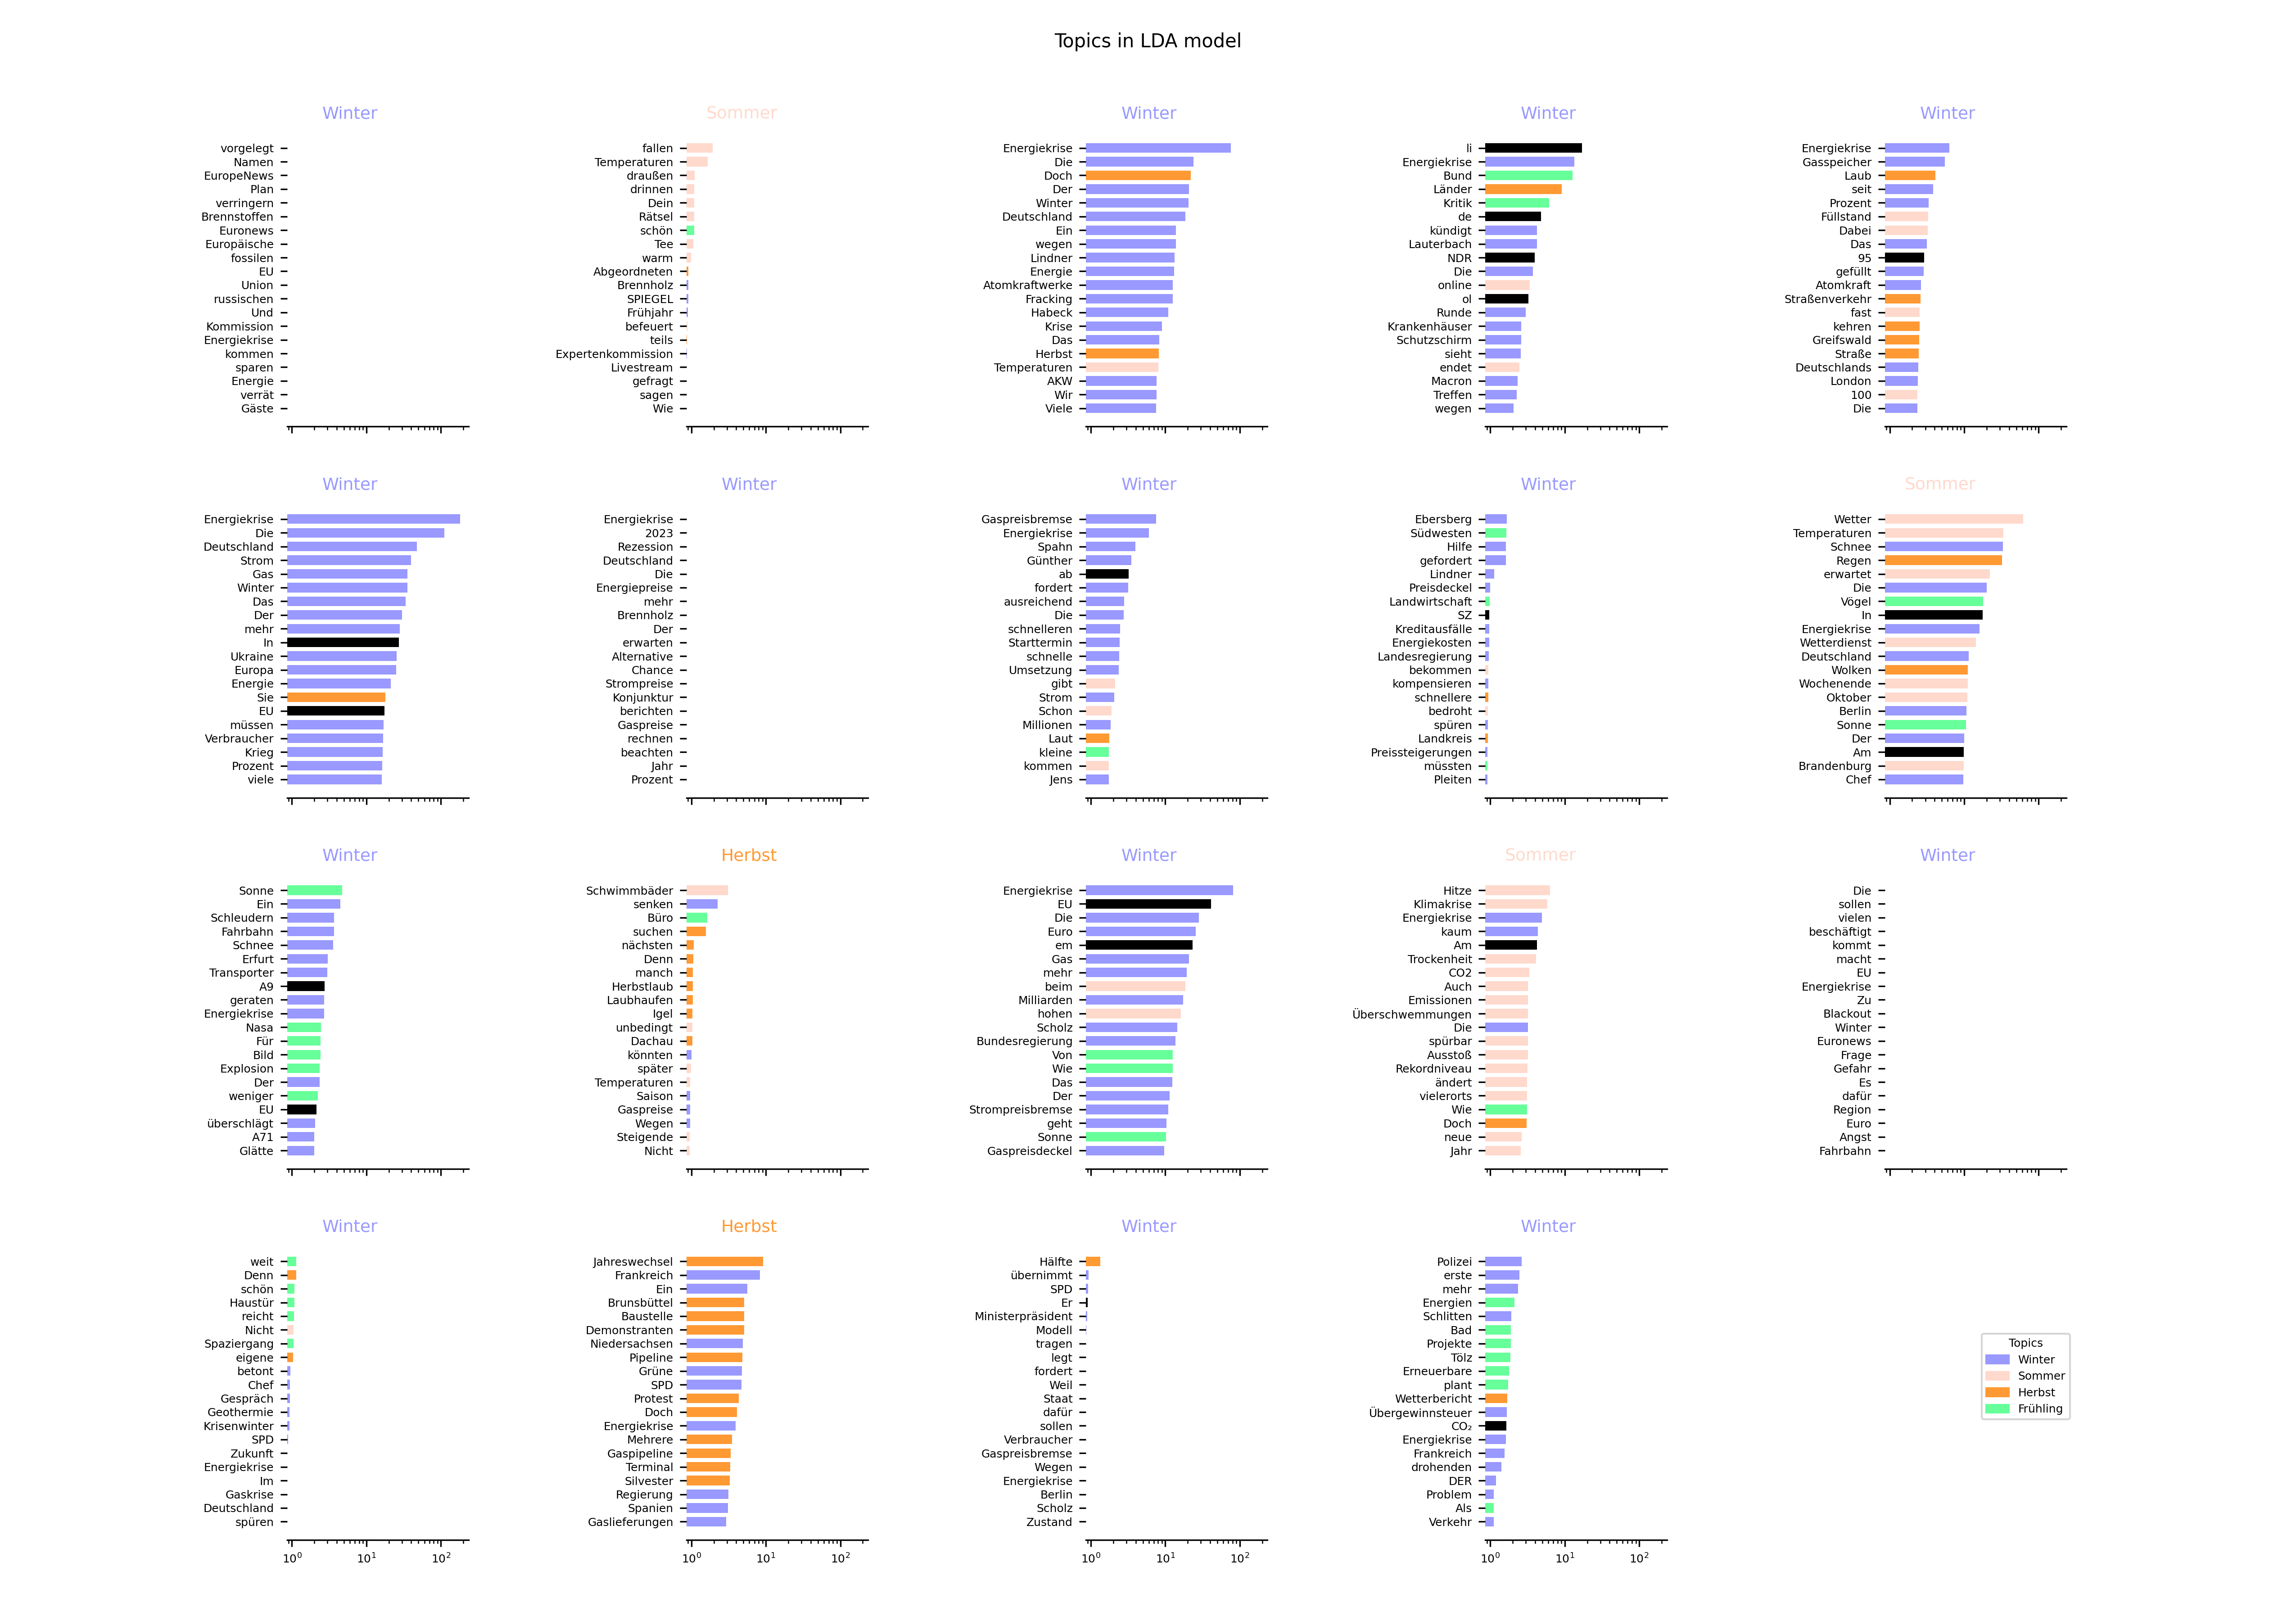 Topics in LDA model
Winter
vorgelegt
Namen
EuropeNews
Plan
verringern
Brennstoffen
Euronews
Europäische
fossilen
EU
Union
russischen
Und
Kommission
Energiekrise
kommen
sparen
Energie
verrät
Gäste
Sommer
fallen
Temperaturen
draußen
drinnen
Dein
Rätsel
schön
Tee
warm
Abgeordneten
Brennholz
SPIEGEL
Frühjahr
befeuert
teils
Expertenkommission
Livestream
gefragt
sagen
Wie
Winter
Energiekrise
Die
Doch
Der
Winter
Deutschland
Ein
wegen
Lindner
Energie
Atomkraftwerke
Fracking
Habeck
Krise
Das
Herbst
Temperaturen
AKW
Wir
Viele
Winter
li
Energiekrise
Bund
Länder
Kritik
de
kündigt
Lauterbach
NDR
Die
online
ol
Runde
Krankenhäuser
Schutzschirm
sieht
endet
Macron
Treffen
wegen
Winter
Energiekrise
Gasspeicher
Laub
seit
Prozent
Füllstand
Dabei
Das
95
gefüllt
Atomkraft
Straßenverkehr
fast
kehren
Greifswald
Straße
Deutschlands
London
100
Die
Winter
Energiekrise
Die
Deutschland
Strom
Gas
Winter
Das
Der
mehr
In
Ukraine
Europa
Energie
Sie
EU
müssen
Verbraucher
Krieg
Prozent
viele
Winter
Energiekrise
2023
Rezession
Deutschland
Die
Energiepreise
mehr
Brennholz
Der
erwarten
Alternative
Chance
Strompreise
Konjunktur
berichten
Gaspreise
rechnen
beachten
Jahr
Prozent
Winter
Gaspreisbremse
Energiekrise
Spahn
Günther
ab
fordert
ausreichend
Die
schnelleren
Starttermin
schnelle
Umsetzung
gibt
Strom
Schon
Millionen
Laut
kleine
kommen
Jens
Winter
Ebersberg
Südwesten
Hilfe
gefordert
Lindner
Preisdeckel
Landwirtschaft
SZ
Kreditausfälle
Energiekosten
Landesregierung
bekommen
kompensieren
schnellere
bedroht
spüren
Landkreis
Preissteigerungen
müssten
Pleiten
Sommer
Wetter
Temperaturen
Schnee
Regen
erwartet
Die
Vögel
In
Energiekrise
Wetterdienst
Deutschland
Wolken
Wochenende
Oktober
Berlin
Sonne
Der
Am
Brandenburg
Chef
Winter
Sonne
Ein
Schleudern
Fahrbahn
Schnee
Erfurt
Transporter
A9
geraten
Energiekrise
Nasa
Für
Bild
Explosion
Der
weniger
EU
überschlägt
A71
Glätte
Herbst
Schwimmbäder
senken
Büro
suchen
nächsten
Denn
manch
Herbstlaub
Laubhaufen
Igel
unbedingt
Dachau
könnten
später
Temperaturen
Saison
Gaspreise
Wegen
Steigende
Nicht
Winter
Energiekrise
EU
Die
Euro
em
Gas
mehr
beim
Milliarden
hohen
Scholz
Bundesregierung
Von
Wie
Das
Der
Strompreisbremse
geht
Sonne
Gaspreisdeckel
Sommer
Hitze
Klimakrise
Energiekrise
kaum
Am
Trockenheit
CO2
Auch
Emissionen
Überschwemmungen
Die
spürbar
Ausstoß
Rekordniveau
ändert
vielerorts
Wie
Doch
neue
Jahr
Winter
Die
sollen
vielen
beschäftigt
kommt
macht
EU
Energiekrise
Zu
Blackout
Winter
Euronews
Frage
Gefahr
Es
dafür
Region
Euro
Angst
Fahrbahn
Winter
weit
Denn
schön
Haustür
reicht
Nicht
Spaziergang
eigene
betont
Chef
Gespräch
Geothermie
Krisenwinter
SPD
Zukunft
Energiekrise
Im
Gaskrise
Deutschland
spüren
10⁰ 10¹ 10²
Herbst
Jahreswechsel
Frankreich
Ein
Brunsbüttel
Baustelle
Demonstranten
Niedersachsen
Pipeline
Grüne
SPD
Protest
Doch
Energiekrise
Mehrere
Gaspipeline
Terminal
Silvester
Regierung
Spanien
Gaslieferungen
10⁰ 10¹ 10²
Winter
Hälfte
übernimmt
SPD
Er
Ministerpräsident
Modell
tragen
legt
fordert
Weil
Staat
dafür
sollen
Verbraucher
Gaspreisbremse
Wegen
Energiekrise
Berlin
Scholz
Zustand
10⁰ 10¹ 10²
Winter
Polizei
erste
mehr
Energien
Schlitten
Bad
Projekte
Tölz
Erneuerbare
plant
Wetterbericht
Übergewinnsteuer
CO₂
Energiekrise
Frankreich
drohenden
DER
Problem
Als
Verkehr
10⁰ 10¹ 10²
Topics
Winter
Sommer
Herbst
Frühling